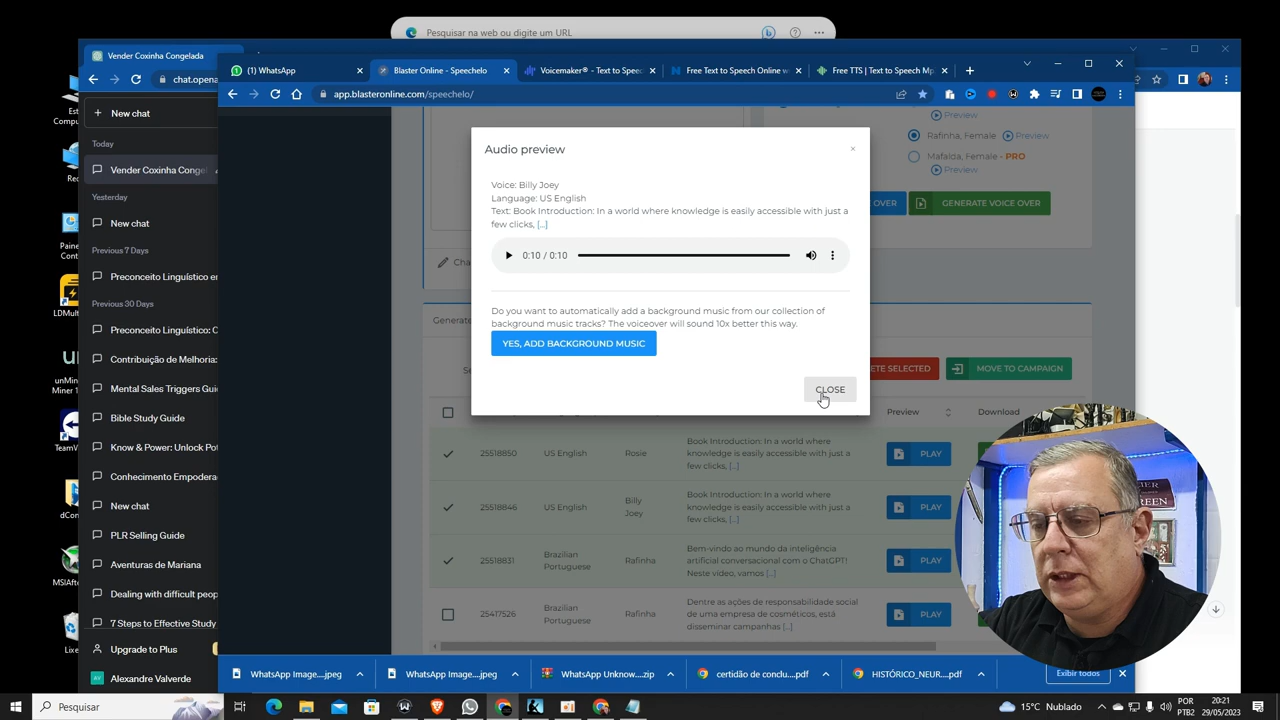 Pesquisar na web ou digite um URL
Vender Coxinha Congelada
chat.opena
New chat
Today
Vender Coxinha Congel
Yesterday
New chat
Previous 7 Days
Preconceito Linguístico en
Previous 30 Days
Preconceito Linguístico: C
Contribuição de Melhoria:
Mental Sales Triggers Guid
Bible Study Guide
Know & Power: Unlock Pot
Conhecimento Empodera
New chat
PLR Selling Guide
Aventuras de Mariana
Dealing with difficult peop
7 Steps to Effective Study
Upgrade to Plus
AV
Alexandre Valverde
(1) WhatsApp
Blaster Online - Speechelo
Voicemaker® - Text to Speec
Free Text to Speech Online w
Free TTS | Text to Speech Mp
app.blasteronline.com/speechelo/
Preview
Rafinha, Female
Preview
Mafalda, Female - PRO
Preview
OVER
GENERATE VOICE OVER
Cha
Generate
Audio preview
×
Voice: Billy Joey
Language: US English
Text: Book Introduction: In a world where knowledge is easily accessible with just a
few clicks, [...]
0:10 / 0:10
Do you want to automatically add a background music from our collection of
background music tracks? The voiceover will sound 10x better this way.
YES, ADD BACKGROUND MUSIC
CLOSE
Se
ETE SELECTED
MOVE TO CAMPAIGN
Preview
Download
25518850
US English
Rosie
Book Introduction: In a world where
knowledge is easily accessible with just a
few clicks, [...]
PLAY
25518846
US English
Billy
Joey
Book Introduction: In a world where
knowledge is easily accessible with just a
few clicks, [...]
PLAY
25518831
Brazilian
Portuguese
Rafinha
Bem-vindo ao mundo da inteligência
artificial conversacional com o ChatGPT!
Neste vídeo, vamos [...]
PLAY
25417526
Brazilian
Portuguese
Rafinha
Dentre as ações de responsabilidade social
de uma empresa de cosméticos, está
disseminar campanhas [...]
PLAY
WhatsApp Image....jpeg
WhatsApp Image....jpeg
WhatsApp Unknow....zip
certidão de conclu....pdf
HISTÓRICO_NEUR....pdf
Exibir todos
Pesquisar
15°C Nublado
POR
PTB2
20:21
29/05/2023